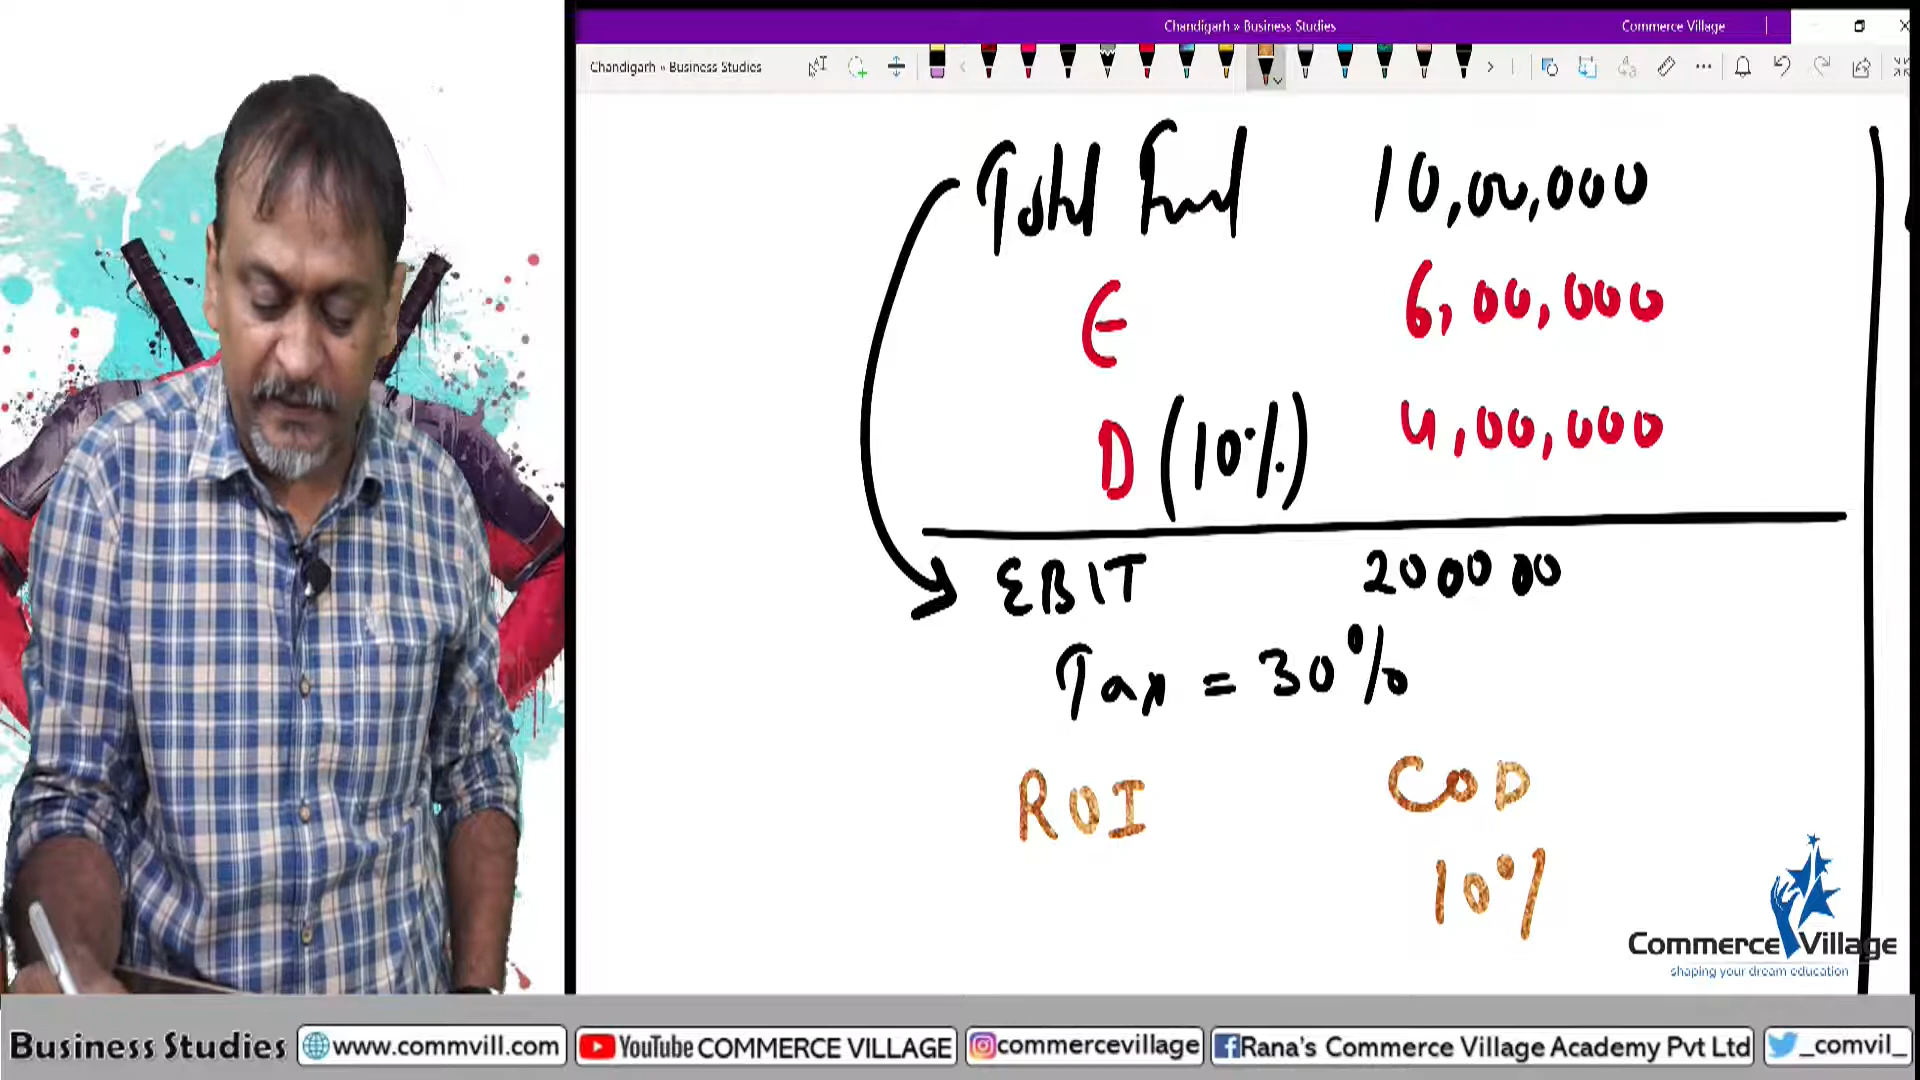 Chandigarh » Business Studies
Commerce Village
Chandigarh » Business Studies
Total Fund 10,00,000
E 6,00,000
D (10%) 4,00,000
EBIT 200000
Tax = 30%
ROI COD
10%
Commerce Village
shaping your dream education
Business Studies
www.commvill.com
YouTube COMMERCE VILLAGE
commercevillage
Rana's Commerce Village Academy Pvt Ltd
_comvil_